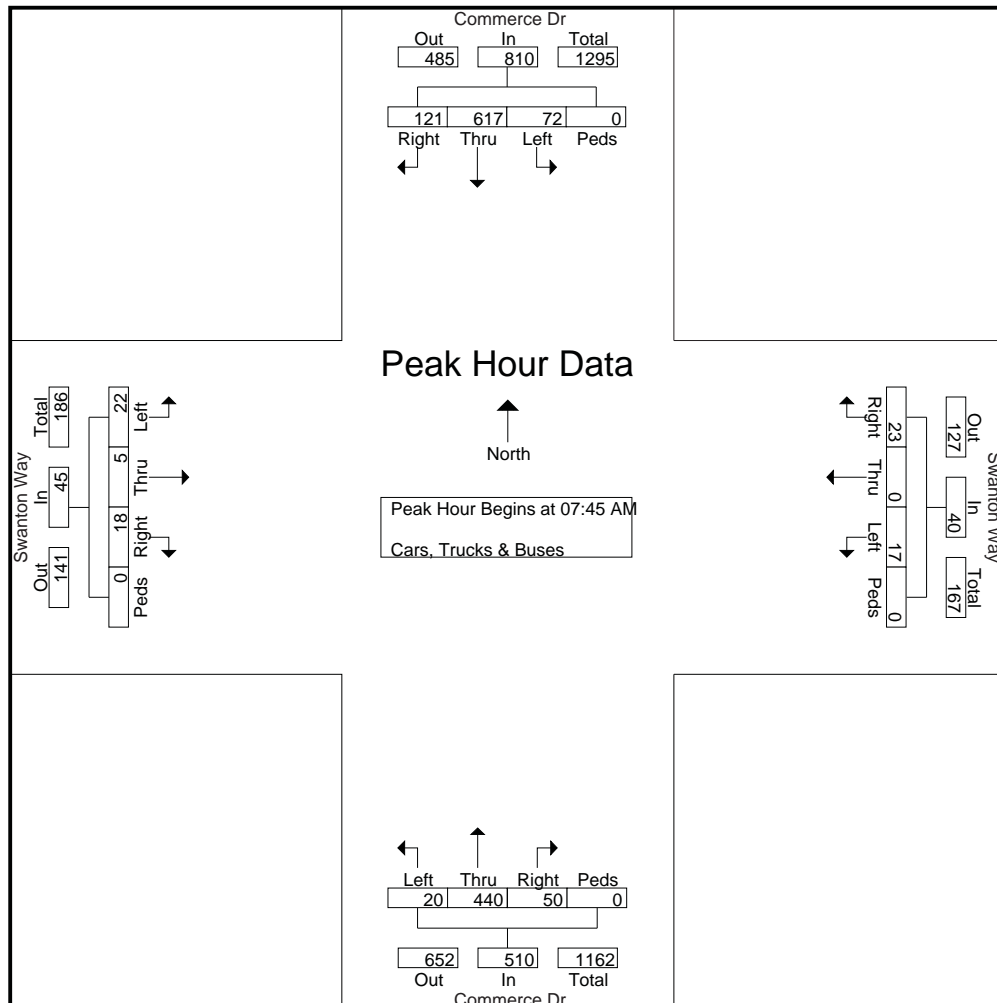 Commerce Dr
Out In Total
485 810 1295
121 617 72 0
Right Thru Left Peds
Peak Hour Data
North
Peak Hour Begins at 07:45 AM
Cars, Trucks & Buses
Swanton Way
Total In Out
186 45 141
22 5 18 0
Left Thru Right Peds
Swanton Way
Out In Total
127 40 167
23 0 17 0
Right Thru Left Peds
Left Thru Right Peds
20 440 50 0
652 510 1162
Out In Total
Commerce Dr